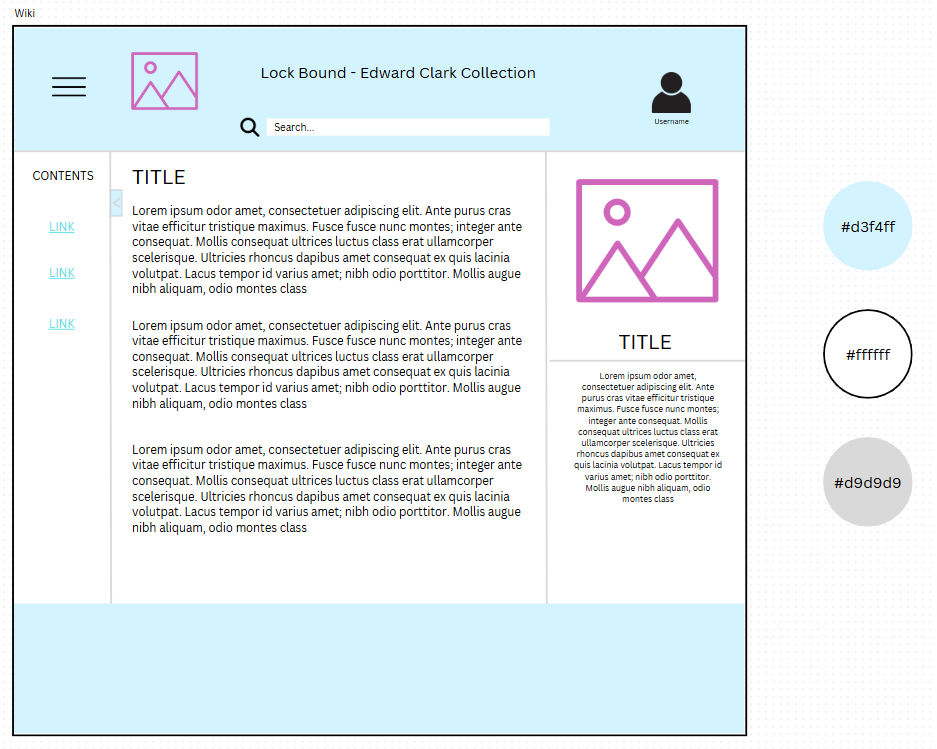 Wiki
Lock Bound - Edward Clark Collection
Search...
Username
CONTENTS
LINK
LINK
LINK
TITLE
Lorem ipsum odor amet, consectetuer adipiscing elit. Ante purus cras
vitae efficitur tristique maximus. Fusce fusce nunc montes; integer ante
consequat. Mollis consequat ultrices luctus class erat ullamcorper
scelerisque. Ultricies rhoncus dapibus amet consequat ex quis lacinia
volutpat. Lacus tempor id varius amet; nibh odio porttitor. Mollis augue
nibh aliquam, odio montes class
Lorem ipsum odor amet, consectetuer adipiscing elit. Ante purus cras
vitae efficitur tristique maximus. Fusce fusce nunc montes; integer ante
consequat. Mollis consequat ultrices luctus class erat ullamcorper
scelerisque. Ultricies rhoncus dapibus amet consequat ex quis lacinia
volutpat. Lacus tempor id varius amet; nibh odio porttitor. Mollis augue
nibh aliquam, odio montes class
Lorem ipsum odor amet, consectetuer adipiscing elit. Ante purus cras
vitae efficitur tristique maximus. Fusce fusce nunc montes; integer ante
consequat. Mollis consequat ultrices luctus class erat ullamcorper
scelerisque. Ultricies rhoncus dapibus amet consequat ex quis lacinia
volutpat. Lacus tempor id varius amet; nibh odio porttitor. Mollis augue
nibh aliquam, odio montes class
TITLE
Lorem ipsum odor amet,
consectetuer adipiscing elit. Ante
purus cras vitae efficitur tristique
maximus. Fusce fusce nunc montes;
integer ante consequat. Mollis
consequat ultrices luctus class erat
ullamcorper scelerisque. Ultricies
rhoncus dapibus amet consequat ex
quis lacinia volutpat. Lacus tempor id
varius amet; nibh odio porttitor.
Mollis augue nibh aliquam, odio
montes class
#d3f4ff
#ffffff
#d9d9d9